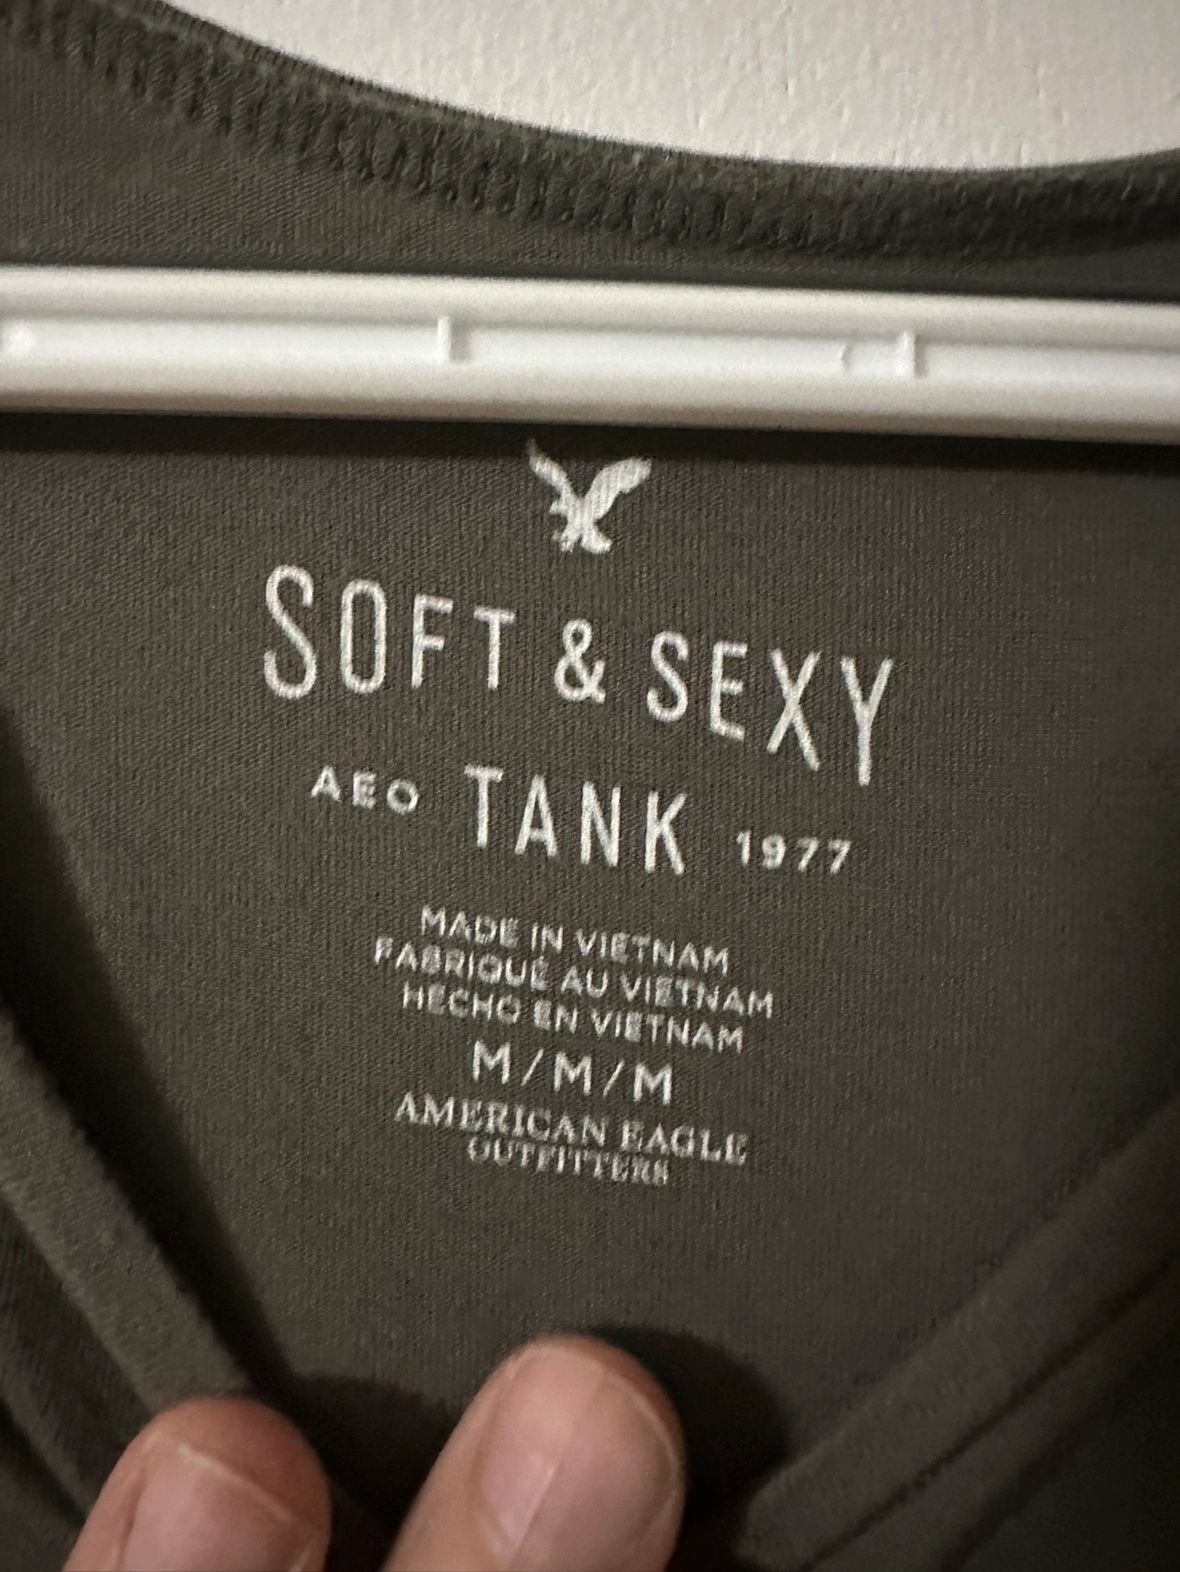 SOFT & SEXY
AEO TANK 1977
MADE IN VIETNAM
FABRIQUÉ AU VIETNAM
HECHO EN VIETNAM
M/M/M
AMERICAN EAGLE
OUTFITTERS